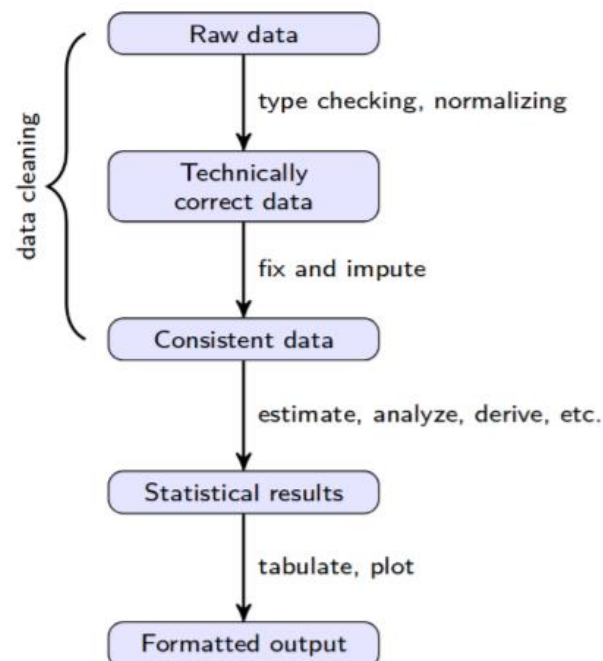 Raw data
type checking, normalizing
Technically
correct data
data cleaning
fix and impute
Consistent data
estimate, analyze, derive, etc.
Statistical results
tabulate, plot
Formatted output